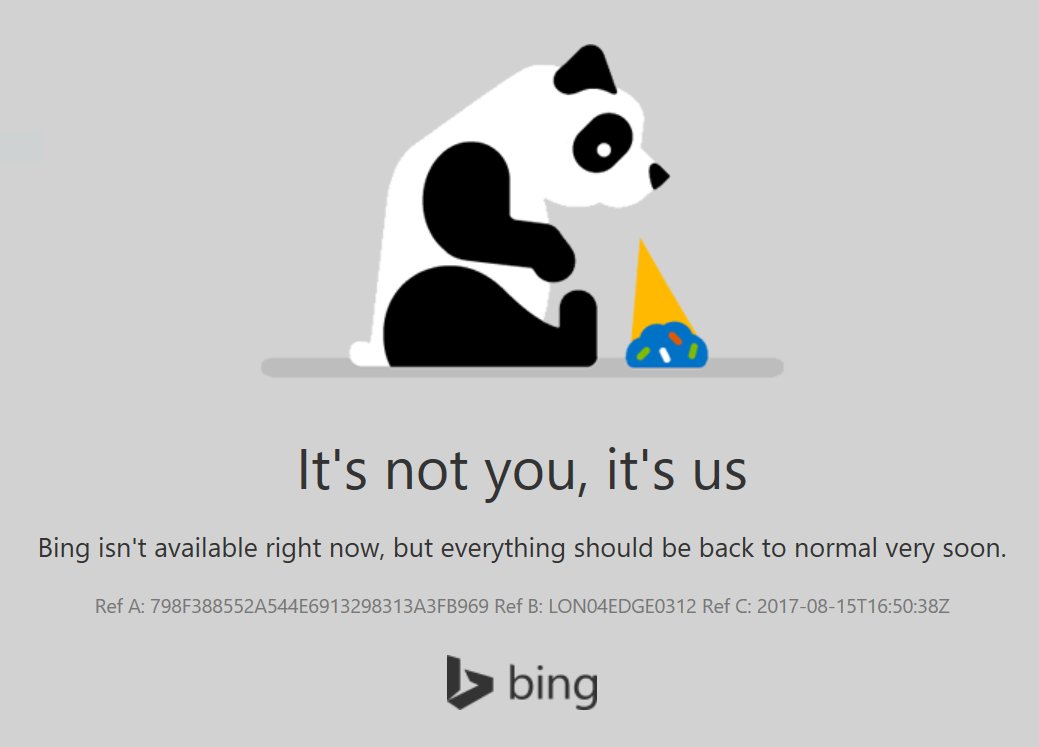 It's not you, it's us
Bing isn't available right now, but everything should be back to normal very soon.
Ref A: 798F388552A544E6913298313A3FB969 Ref B: LON04EDGE0312 Ref C: 2017-08-15T16:50:38Z
bing